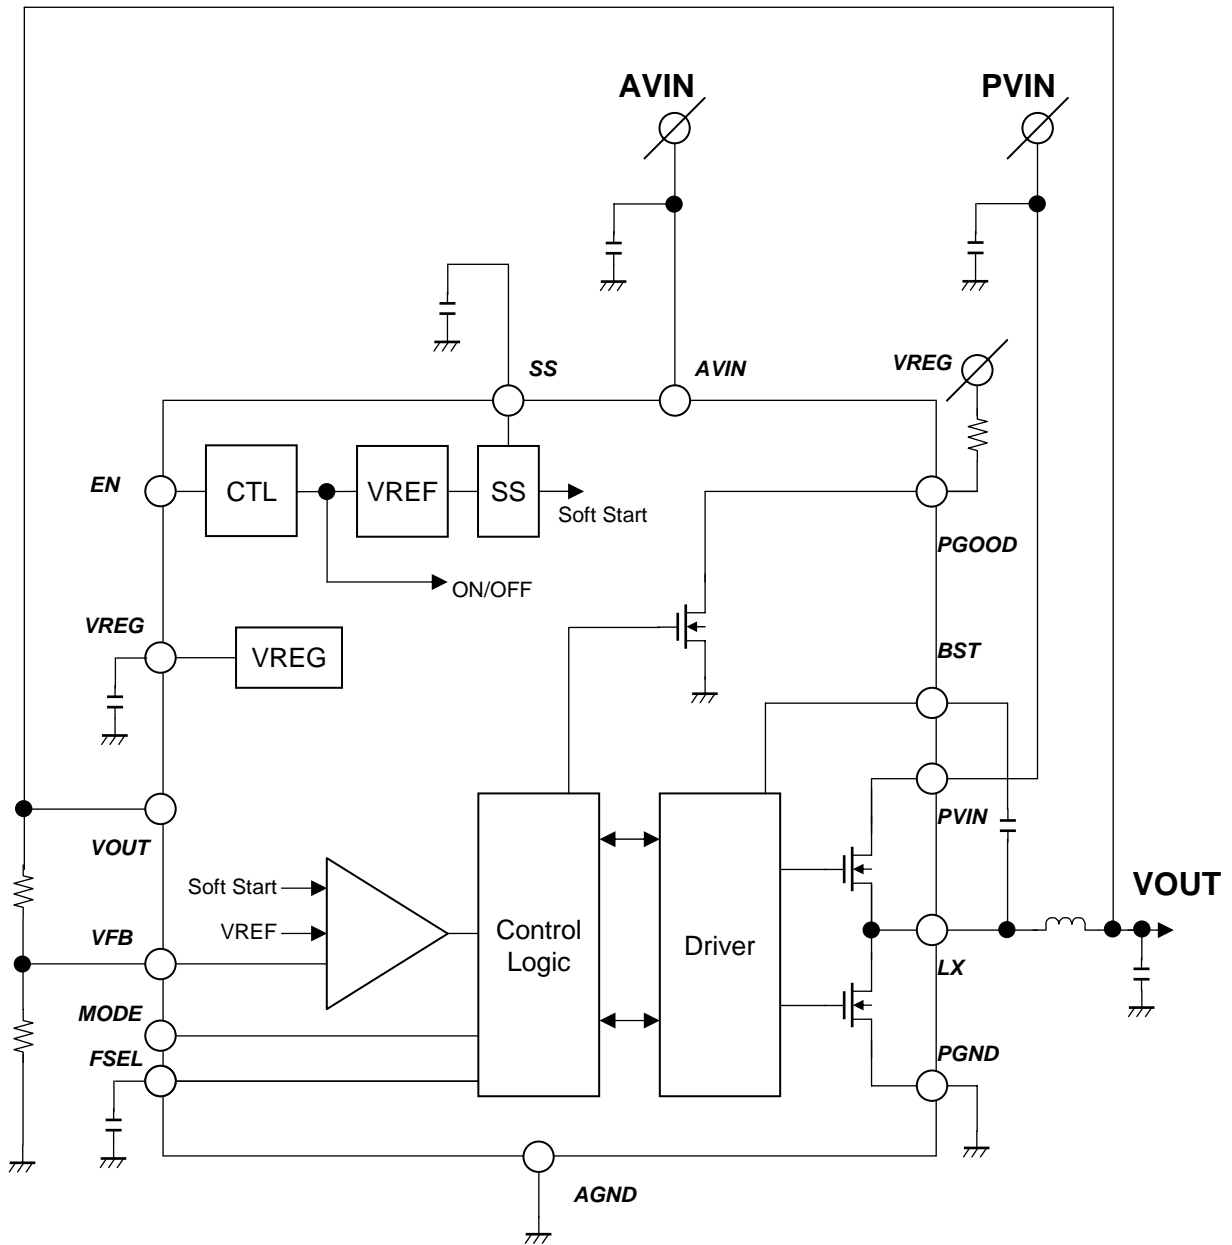 AVIN
PVIN
SS
AVIN
VREG
EN
CTL
VREF
SS
Soft Start
PGOOD
ON/OFF
VREG
VREG
BST
PVIN
VOUT
VOUT
Soft Start
VREF
Control
Logic
Driver
VFB
LX
MODE
FSEL
PGND
AGND